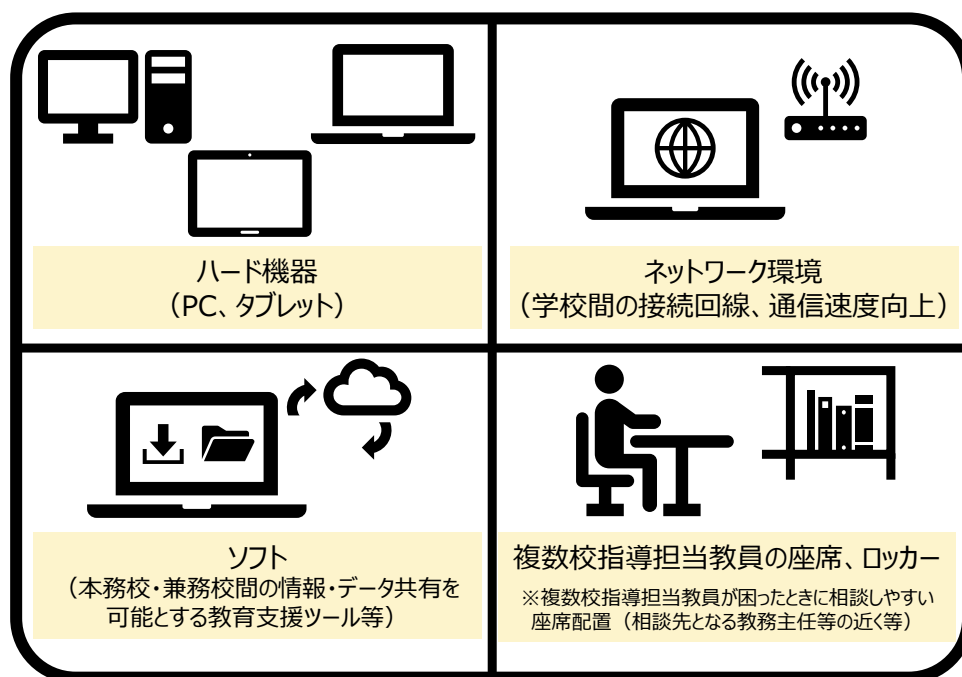 ハード機器
（PC、タブレット）
ネットワーク環境
（学校間の接続回線、通信速度向上）
ソフト
（本務校・兼務校間の情報・データ共有を
可能とする教育支援ツール等）
複数校指導担当教員の座席、ロッカー
※複数校指導担当教員が困ったときに相談しやすい
座席配置（相談先となる教務主任等の近く等）